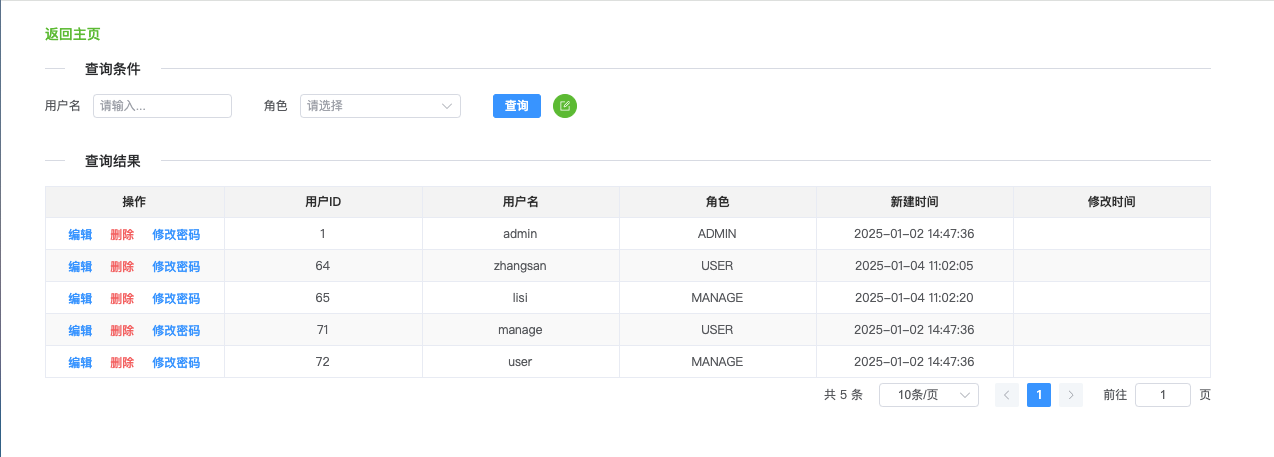 返回主页
查询条件
用户名 请输入... 角色 请选择 查询
查询结果
操作 用户ID 用户名 角色 新建时间 修改时间
编辑 删除 修改密码 1 admin ADMIN 2025-01-02 14:47:36
编辑 删除 修改密码 64 zhangsan USER 2025-01-04 11:02:05
编辑 删除 修改密码 65 lisi MANAGE 2025-01-04 11:02:20
编辑 删除 修改密码 71 manage USER 2025-01-02 14:47:36
编辑 删除 修改密码 72 user MANAGE 2025-01-02 14:47:36
共 5 条 10条/页 1 前往 1 页